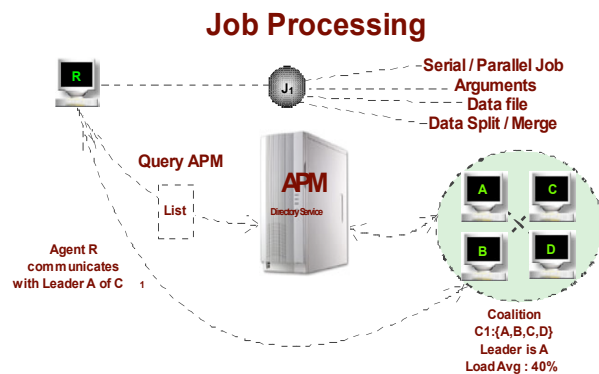 Job Processing
R
J1
Serial / Parallel Job
Arguments
Data file
Data Split / Merge
Query APM
List
APM
Directory Service
A
C
B
D
Agent R
communicates
with Leader A of C 1
Coalition
C1:{A,B,C,D}
Leader is A
Load Avg : 40%